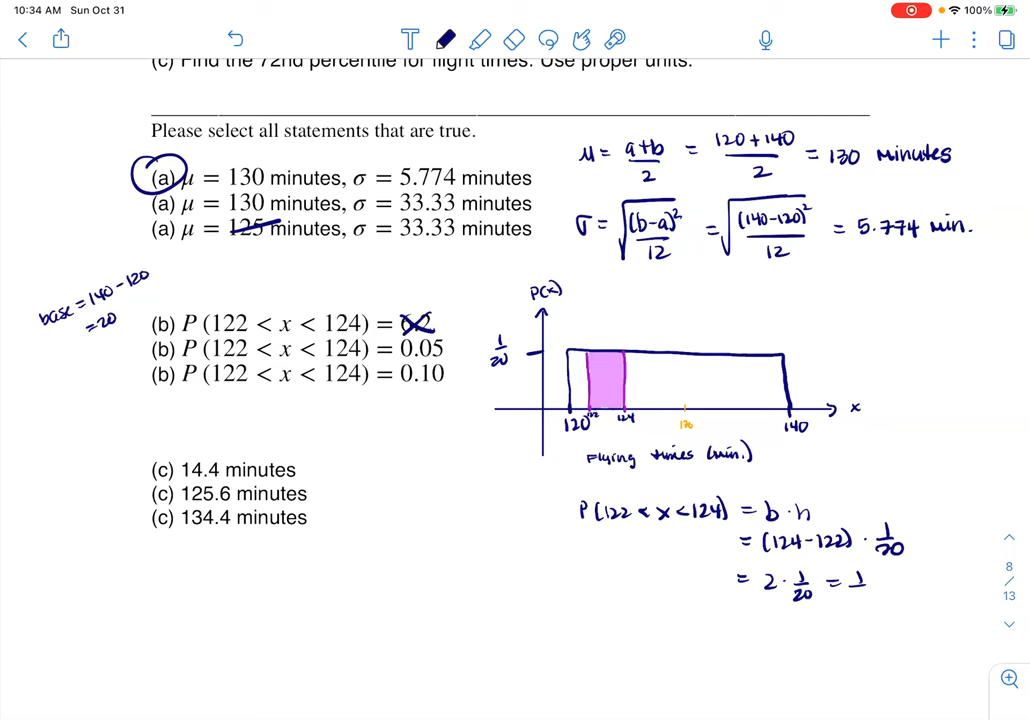 10:34 AM Sun Oct 31
100%
(c) Find the 72nd percentile for flight times. Use proper units.
Please select all statements that are true.
(a) μ = 130 minutes, σ = 5.774 minutes
(a) μ = 130 minutes, σ = 33.33 minutes
(a) μ = 125 minutes, σ = 33.33 minutes
μ = a+b/2 = 120+140/2 = 130 minutes
σ = √(b-a)²/12 = √(140-120)²/12 = 5.774 min.
base = 140-120
= 20
(b) P (122 < x < 124) = 0.2
(b) P (122 < x < 124) = 0.05
(b) P (122 < x < 124) = 0.10
P(x)
1/20
120 122 124 130 140 x
Flying times (min.)
(c) 14.4 minutes
(c) 125.6 minutes
(c) 134.4 minutes
P(122 < x < 124) = b · h
= (124-122) · 1/20
= 2 · 1/20 = 1
8
/
13